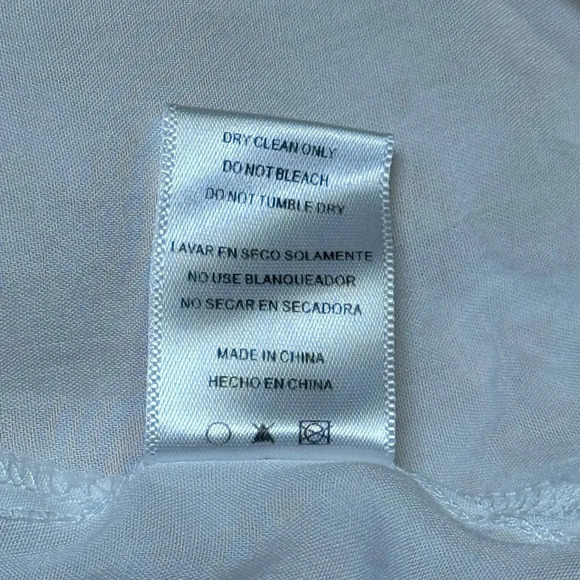 DRY CLEAN ONLY
DO NOT BLEACH
DO NOT TUMBLE DRY
LAVAR EN SECO SOLAMENTE
NO USE BLANQUEADOR
NO SECAR EN SECADORA
MADE IN CHINA
HECHO EN CHINA